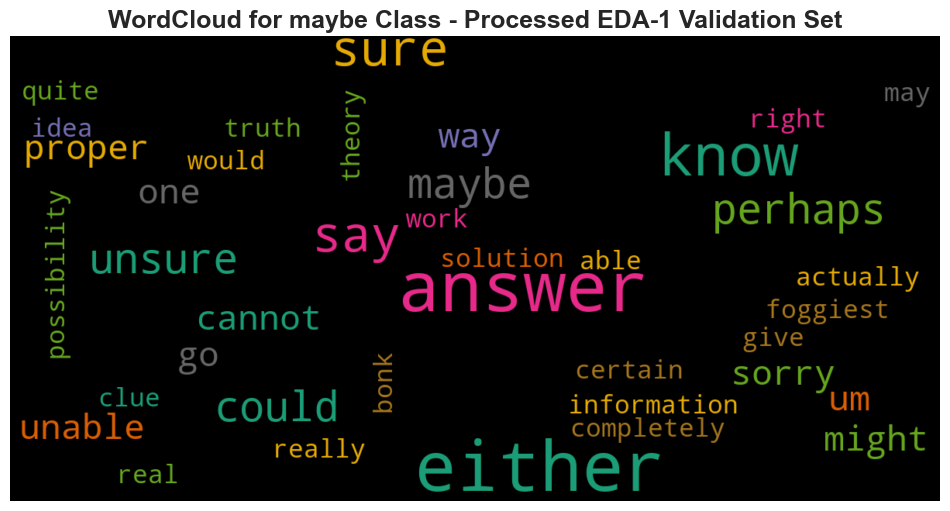 WordCloud for maybe Class - Processed EDA-1 Validation Set
sure
quite
may
theory
idea
truth
right
way
proper
would
know
one
maybe
possibility
perhaps
work
say
unsure
solution
able
answer
actually
cannot
foggiest
give
go
bonk
certain
sorry
clue
could
information
um
unable
completely
might
really
either
real